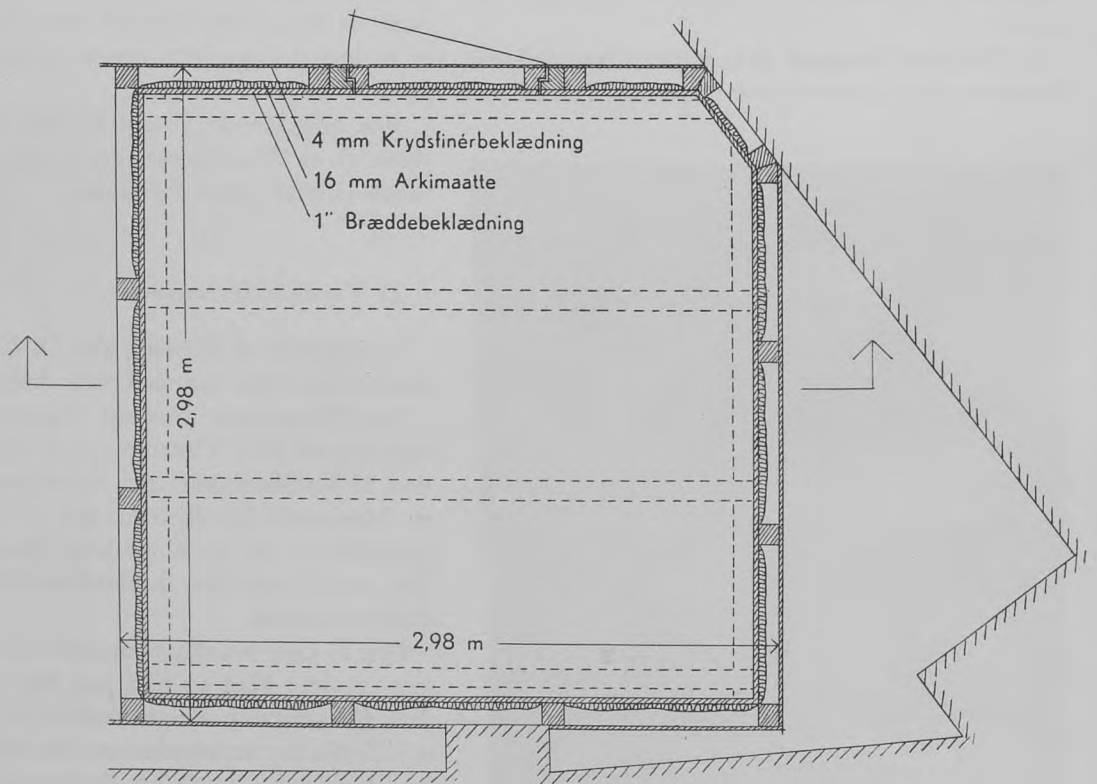 4 mm Krydsfinérbeklædning
16 mm Arkimaatte
1" Bræddebeklædning
2,98 m
2,98 m